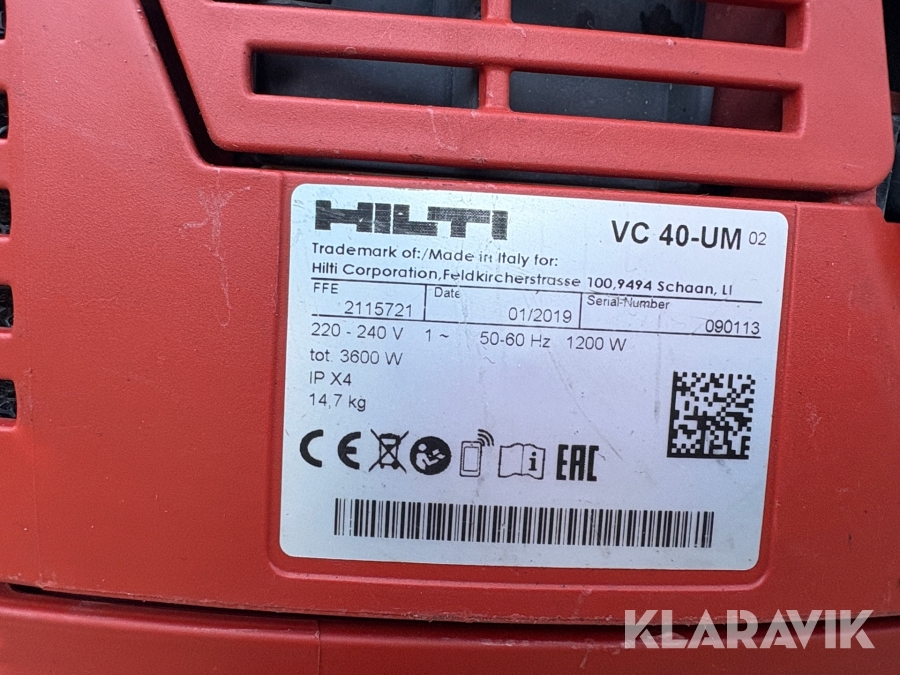 HILTI
VC 40-UM 02
Trademark of:/Made in Italy for:
Hilti Corporation,Feldkircherstrasse 100,9494 Schaan, LI
FFE Date Serial-Number
2115721 01/2019 090113
220 - 240 V 1 ~ 50-60 Hz 1200 W
tot. 3600 W
IP X4
14,7 kg
CE EAC
KLARAVIK